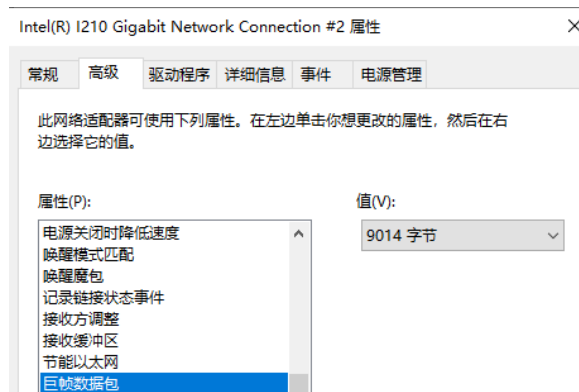 Intel(R) I210 Gigabit Network Connection #2 属性
常规 高级 驱动程序 详细信息 事件 电源管理
此网络适配器可使用下列属性。在左边单击你想更改的属性，然后在右
边选择它的值。
属性(P): 值(V):
电源关闭时降低速度 9014 字节
唤醒模式匹配
唤醒魔包
记录链接状态事件
接收方调整
接收缓冲区
节能以太网
巨帧数据包